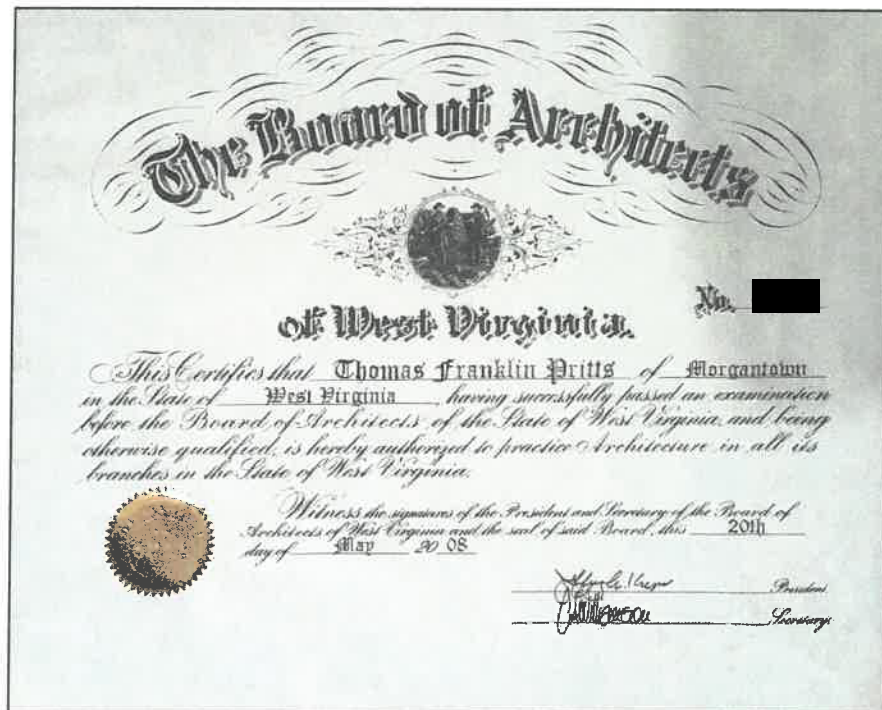 The Board of Architects
of West Virginia.
No.
This Certifies that Thomas Franklin Pritts of Morgantown
in the State of West Virginia, having successfully passed an examination
before the Board of Architects of the State of West Virginia, and being
otherwise qualified, is hereby authorized to practice Architecture in all its
branches in the State of West Virginia.
Witness the signatures of the President and Secretary of the Board of
Architects of West Virginia and the seal of said Board, this 20th
day of May 20 08
President
Secretary